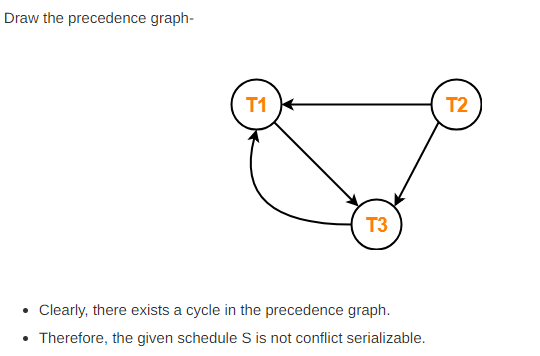 Draw the precedence graph-
T1 T2
T3
• Clearly, there exists a cycle in the precedence graph.
• Therefore, the given schedule S is not conflict serializable.